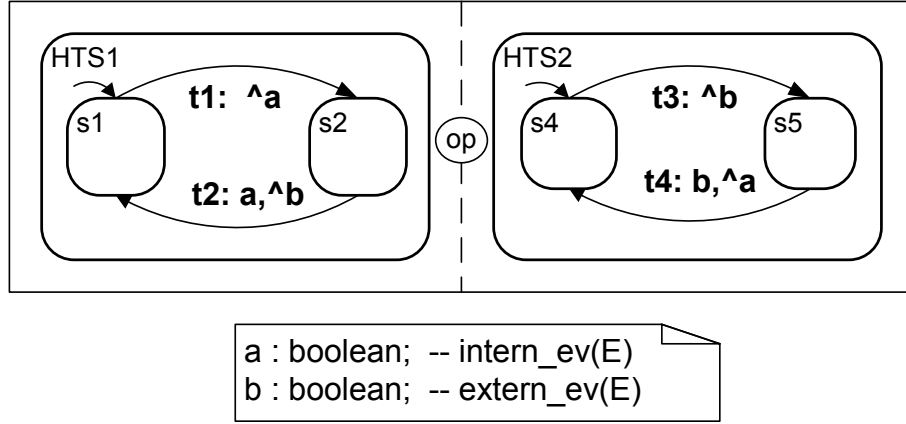 HTS1
t1: ^a
s1
s2
t2: a,^b
op
HTS2
t3: ^b
s4
s5
t4: b,^a
a : boolean; -- intern_ev(E)
b : boolean; -- extern_ev(E)